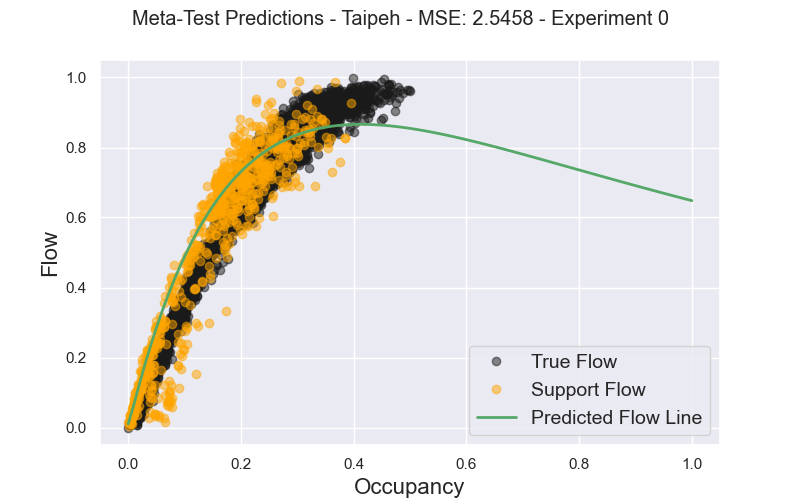 Meta-Test Predictions - Taipeh - MSE: 2.5458 - Experiment 0
1.0
0.8
0.6
0.4
0.2
0.0
Flow
True Flow
Support Flow
Predicted Flow Line
0.0 0.2 0.4 0.6 0.8 1.0
Occupancy